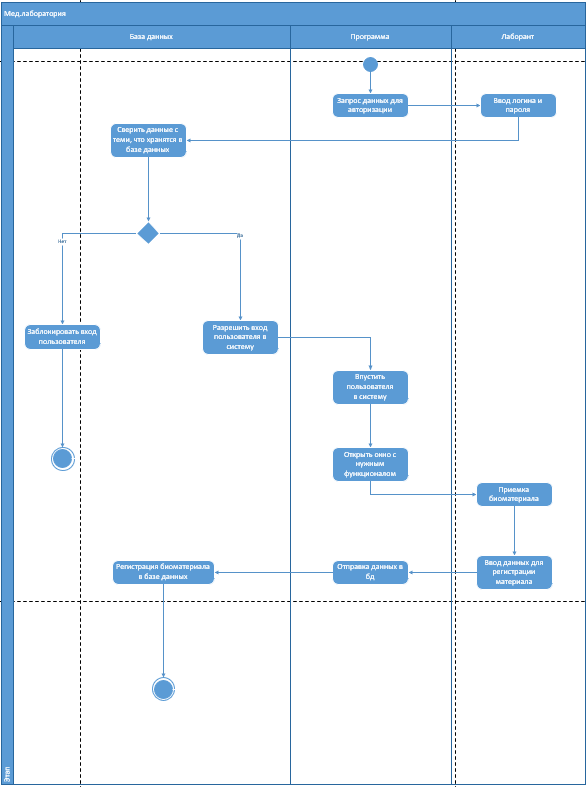 Мед.лаборатория
База данных
Программа
Лаборант
Запрос данных для
авторизации
Ввод логина и
пароля
Сверить данные с
теми, что хранятся в
базе данных
Нет
Да
Заблокировать вход
пользователя
Разрешить вход
пользователя в
систему
Впустить
пользователя
в систему
Открыть окно с
нужным
функционалом
Приемка
биоматериала
Ввод данных для
регистрации
материала
Отправка данных в
бд
Регистрация биоматериала
в базе данных
Этап